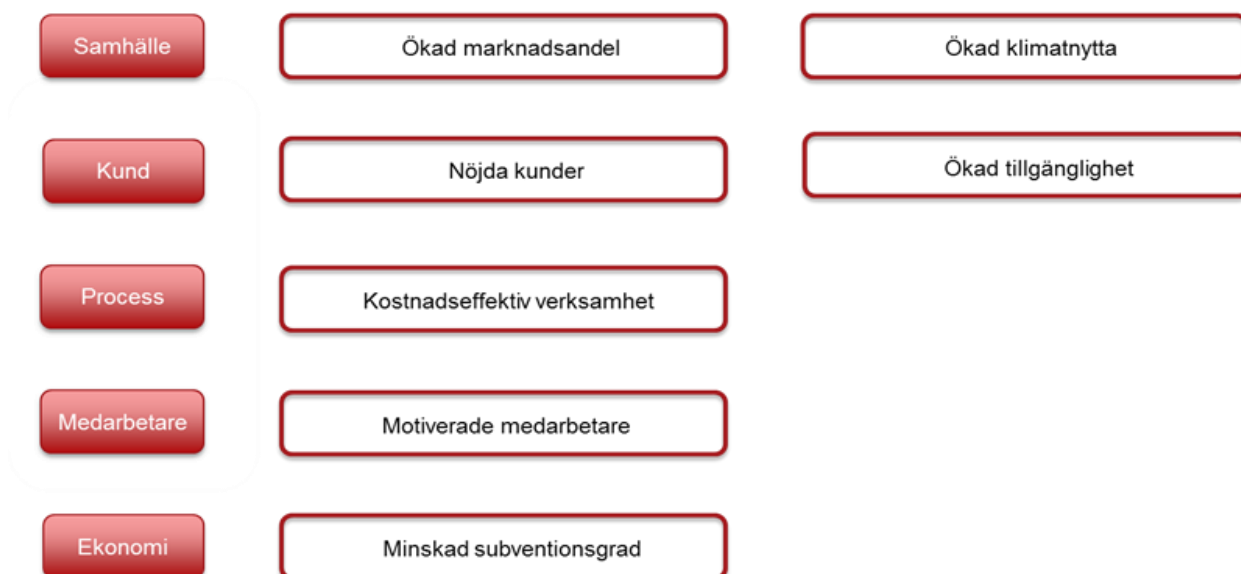 Samhälle
Ökad marknadsandel
Ökad klimatnytta
Kund
Nöjda kunder
Ökad tillgänglighet
Process
Kostnadseffektiv verksamhet
Medarbetare
Motiverade medarbetare
Ekonomi
Minskad subventionsgrad